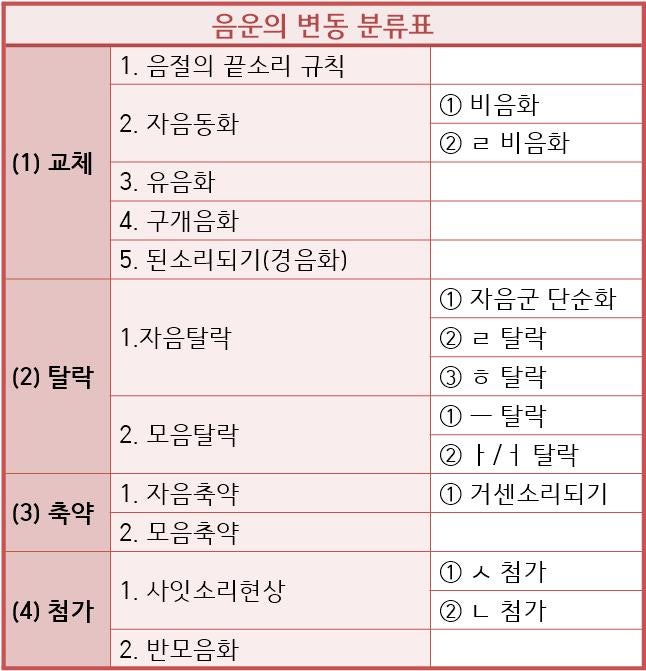 음운의 변동 분류표
(1) 교체
1. 음절의 끝소리 규칙
2. 자음동화
① 비음화
② ㄹ 비음화
3. 유음화
4. 구개음화
5. 된소리되기(경음화)
(2) 탈락
1.자음탈락
① 자음군 단순화
② ㄹ 탈락
③ ㅎ 탈락
2. 모음탈락
① ㅡ 탈락
② ㅏ/ㅓ 탈락
(3) 축약
1. 자음축약
① 거센소리되기
2. 모음축약
(4) 첨가
1. 사잇소리현상
① ㅅ 첨가
② ㄴ 첨가
2. 반모음화